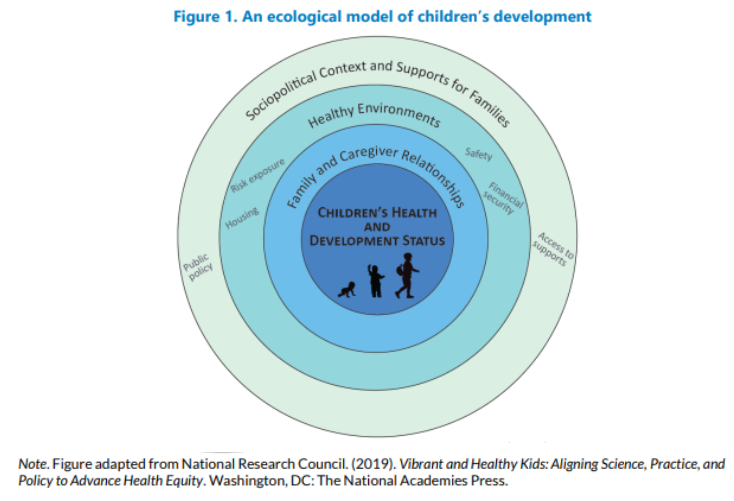 Figure 1. An ecological model of children’s development
Sociopolitical Context and Supports for Families
Healthy Environments
Safety
Family and Caregiver Relationships
Risk exposure
Financial
security
Housing
CHILDREN’S HEALTH
AND
DEVELOPMENT STATUS
Access to
supports
Public
policy
Note. Figure adapted from National Research Council. (2019). Vibrant and Healthy Kids: Aligning Science, Practice, and
Policy to Advance Health Equity. Washington, DC: The National Academies Press.